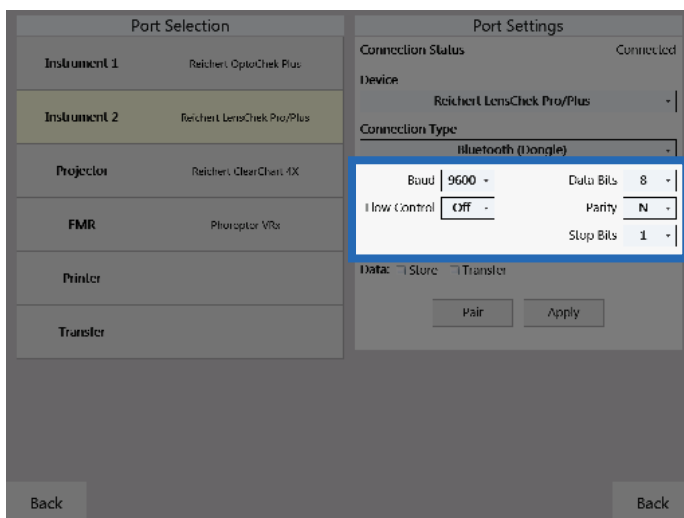 Port Selection
Instrument 1 Reichert OptoChek Plus
Instrument 2 Reichert LensChek Pro/Plus
Projector Reichert ClearChart 4X
FMR Phoroptor VRx
Printer
Transfer
Port Settings
Connection Status Connected
Device
Reichert LensChek Pro/Plus
Connection Type
Bluetooth (Dongle)
Baud 9600 Data Bits 8
Flow Control Off Parity N
Stop Bits 1
Data: Store Transfer
Pair Apply
Back Back